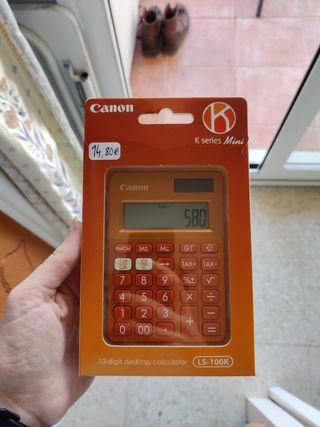 Canon
K
K series Mini
14,80€
Canon
TAX+
580
RM/CM M± M± GT €
→ TAX+ TAX-
7 8 9 %± √
4 5 6 × ÷
1 2 3 + −
0 00 · =
10-digit desktop calculator LS-100K